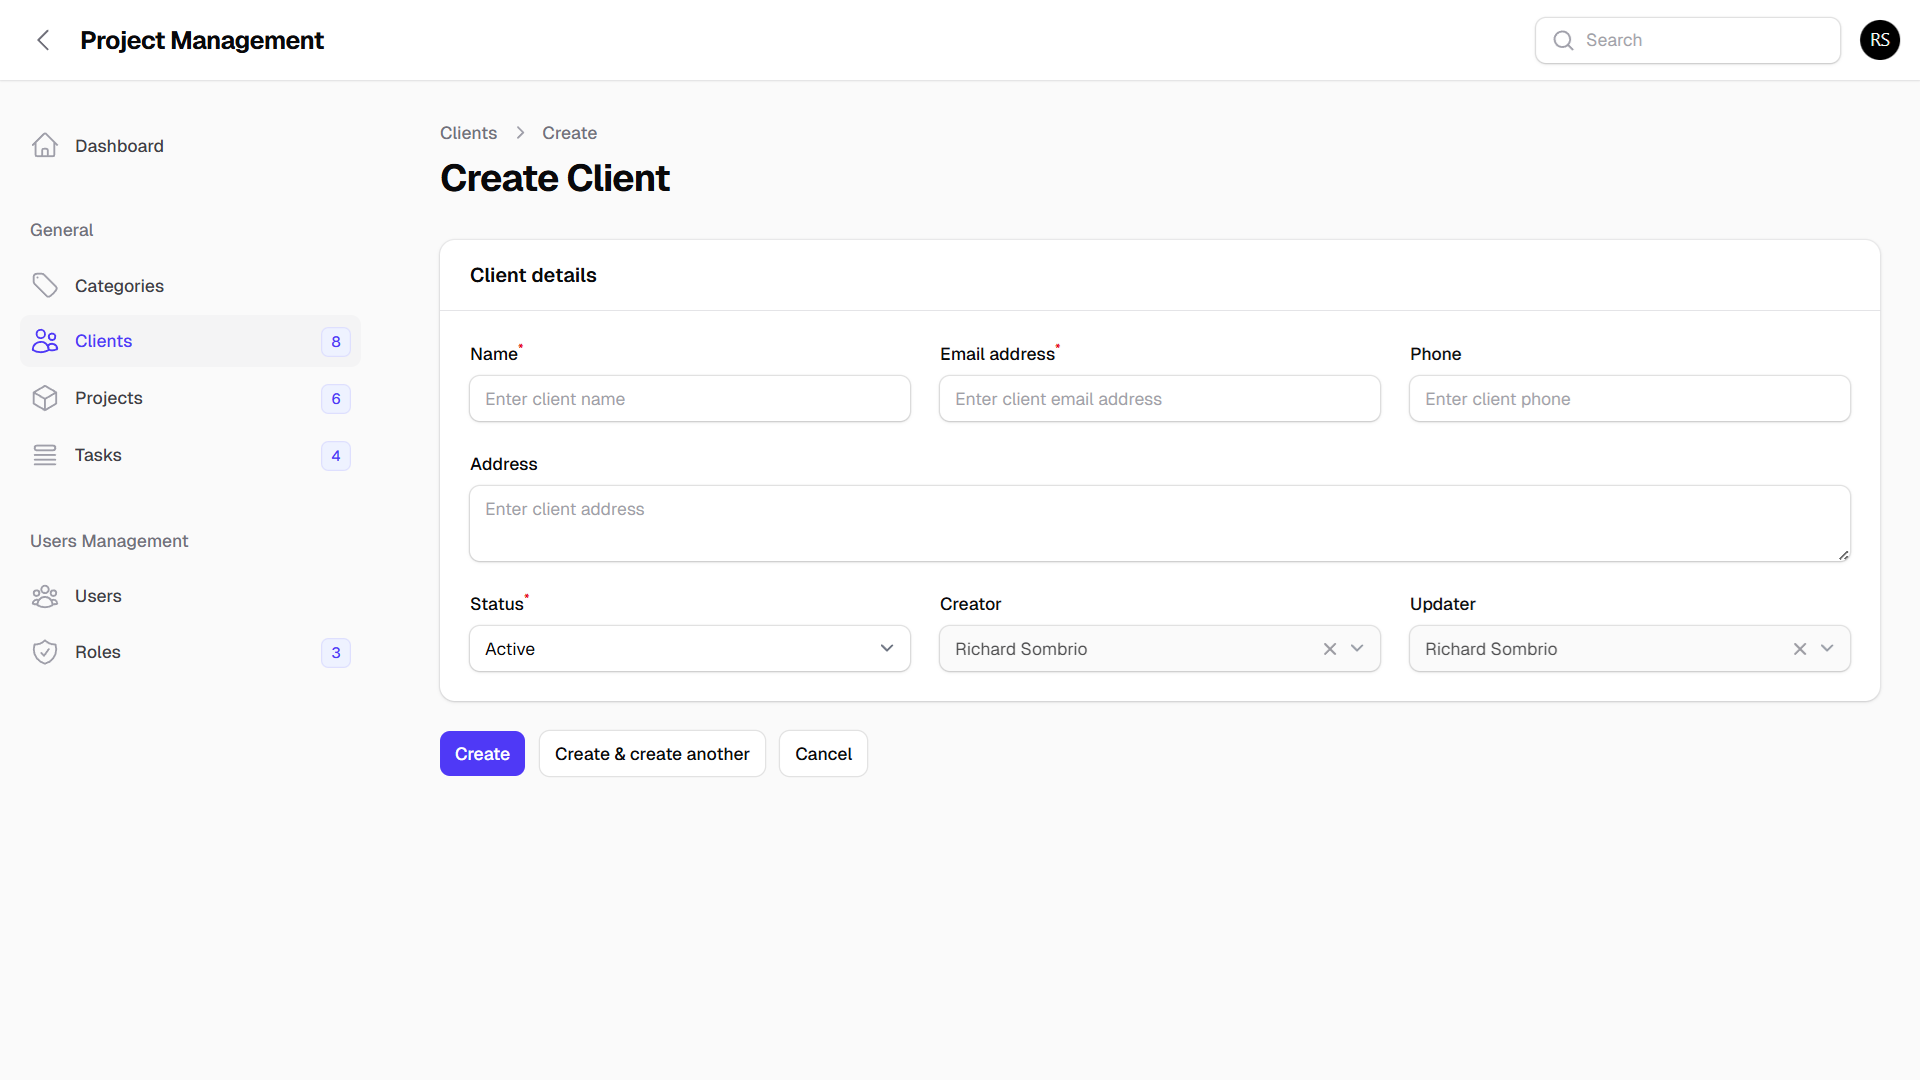 Project Management
Search
RS
Dashboard
General
Categories
Clients 8
Projects 6
Tasks 4
Users Management
Users
Roles 3
Clients > Create
Create Client
Client details
Name* Email address* Phone
Enter client name Enter client email address Enter client phone
Address
Enter client address
Status* Creator Updater
Active Richard Sombrio Richard Sombrio
Create Create & create another Cancel